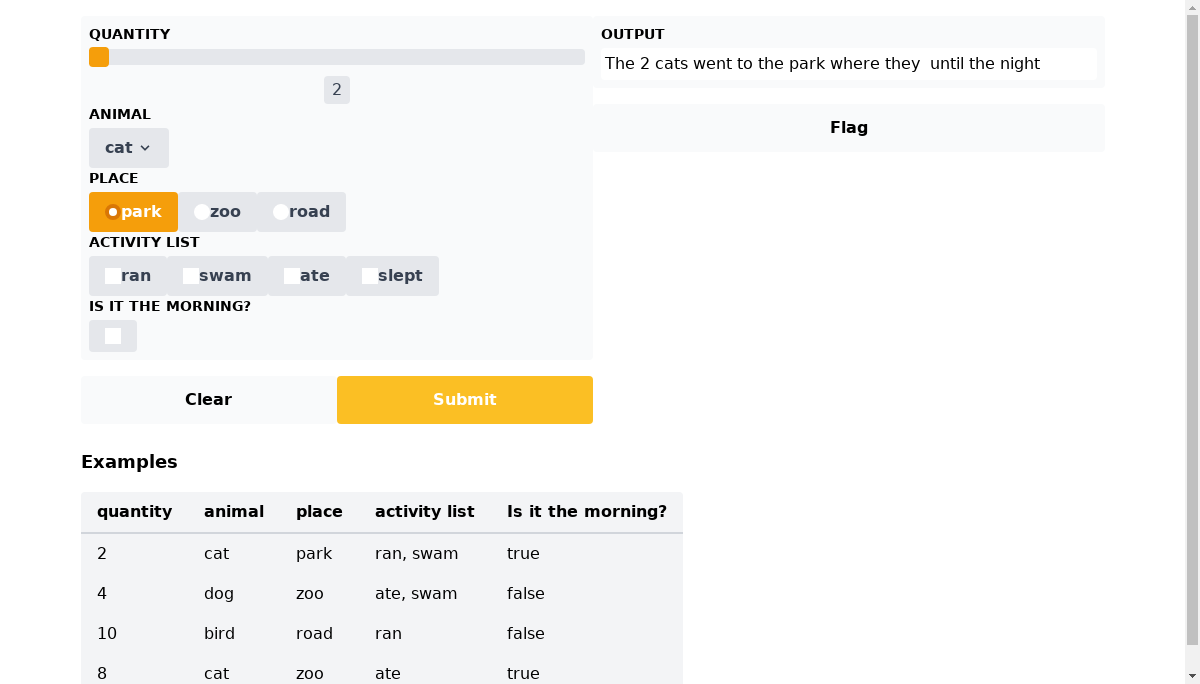 QUANTITY
2
ANIMAL
cat
PLACE
park zoo road
ACTIVITY LIST
ran swam ate slept
IS IT THE MORNING?
Clear Submit
OUTPUT
The 2 cats went to the park where they  until the night
Flag
Examples
quantity animal place activity list Is it the morning?
2 cat park ran, swam true
4 dog zoo ate, swam false
10 bird road ran false
8 cat zoo ate true